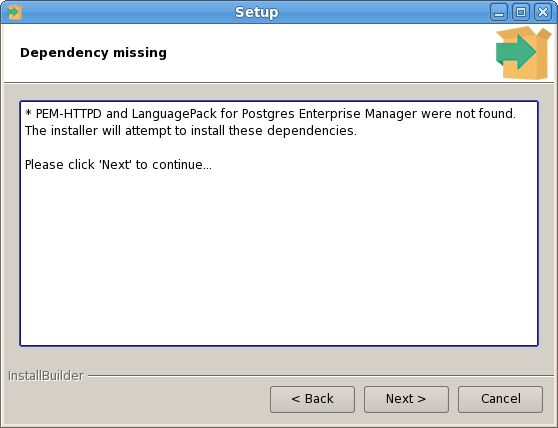 Setup
Dependency missing
* PEM-HTTPD and LanguagePack for Postgres Enterprise Manager were not found.
The installer will attempt to install these dependencies.
Please click 'Next' to continue...
InstallBuilder
< Back
Next >
Cancel